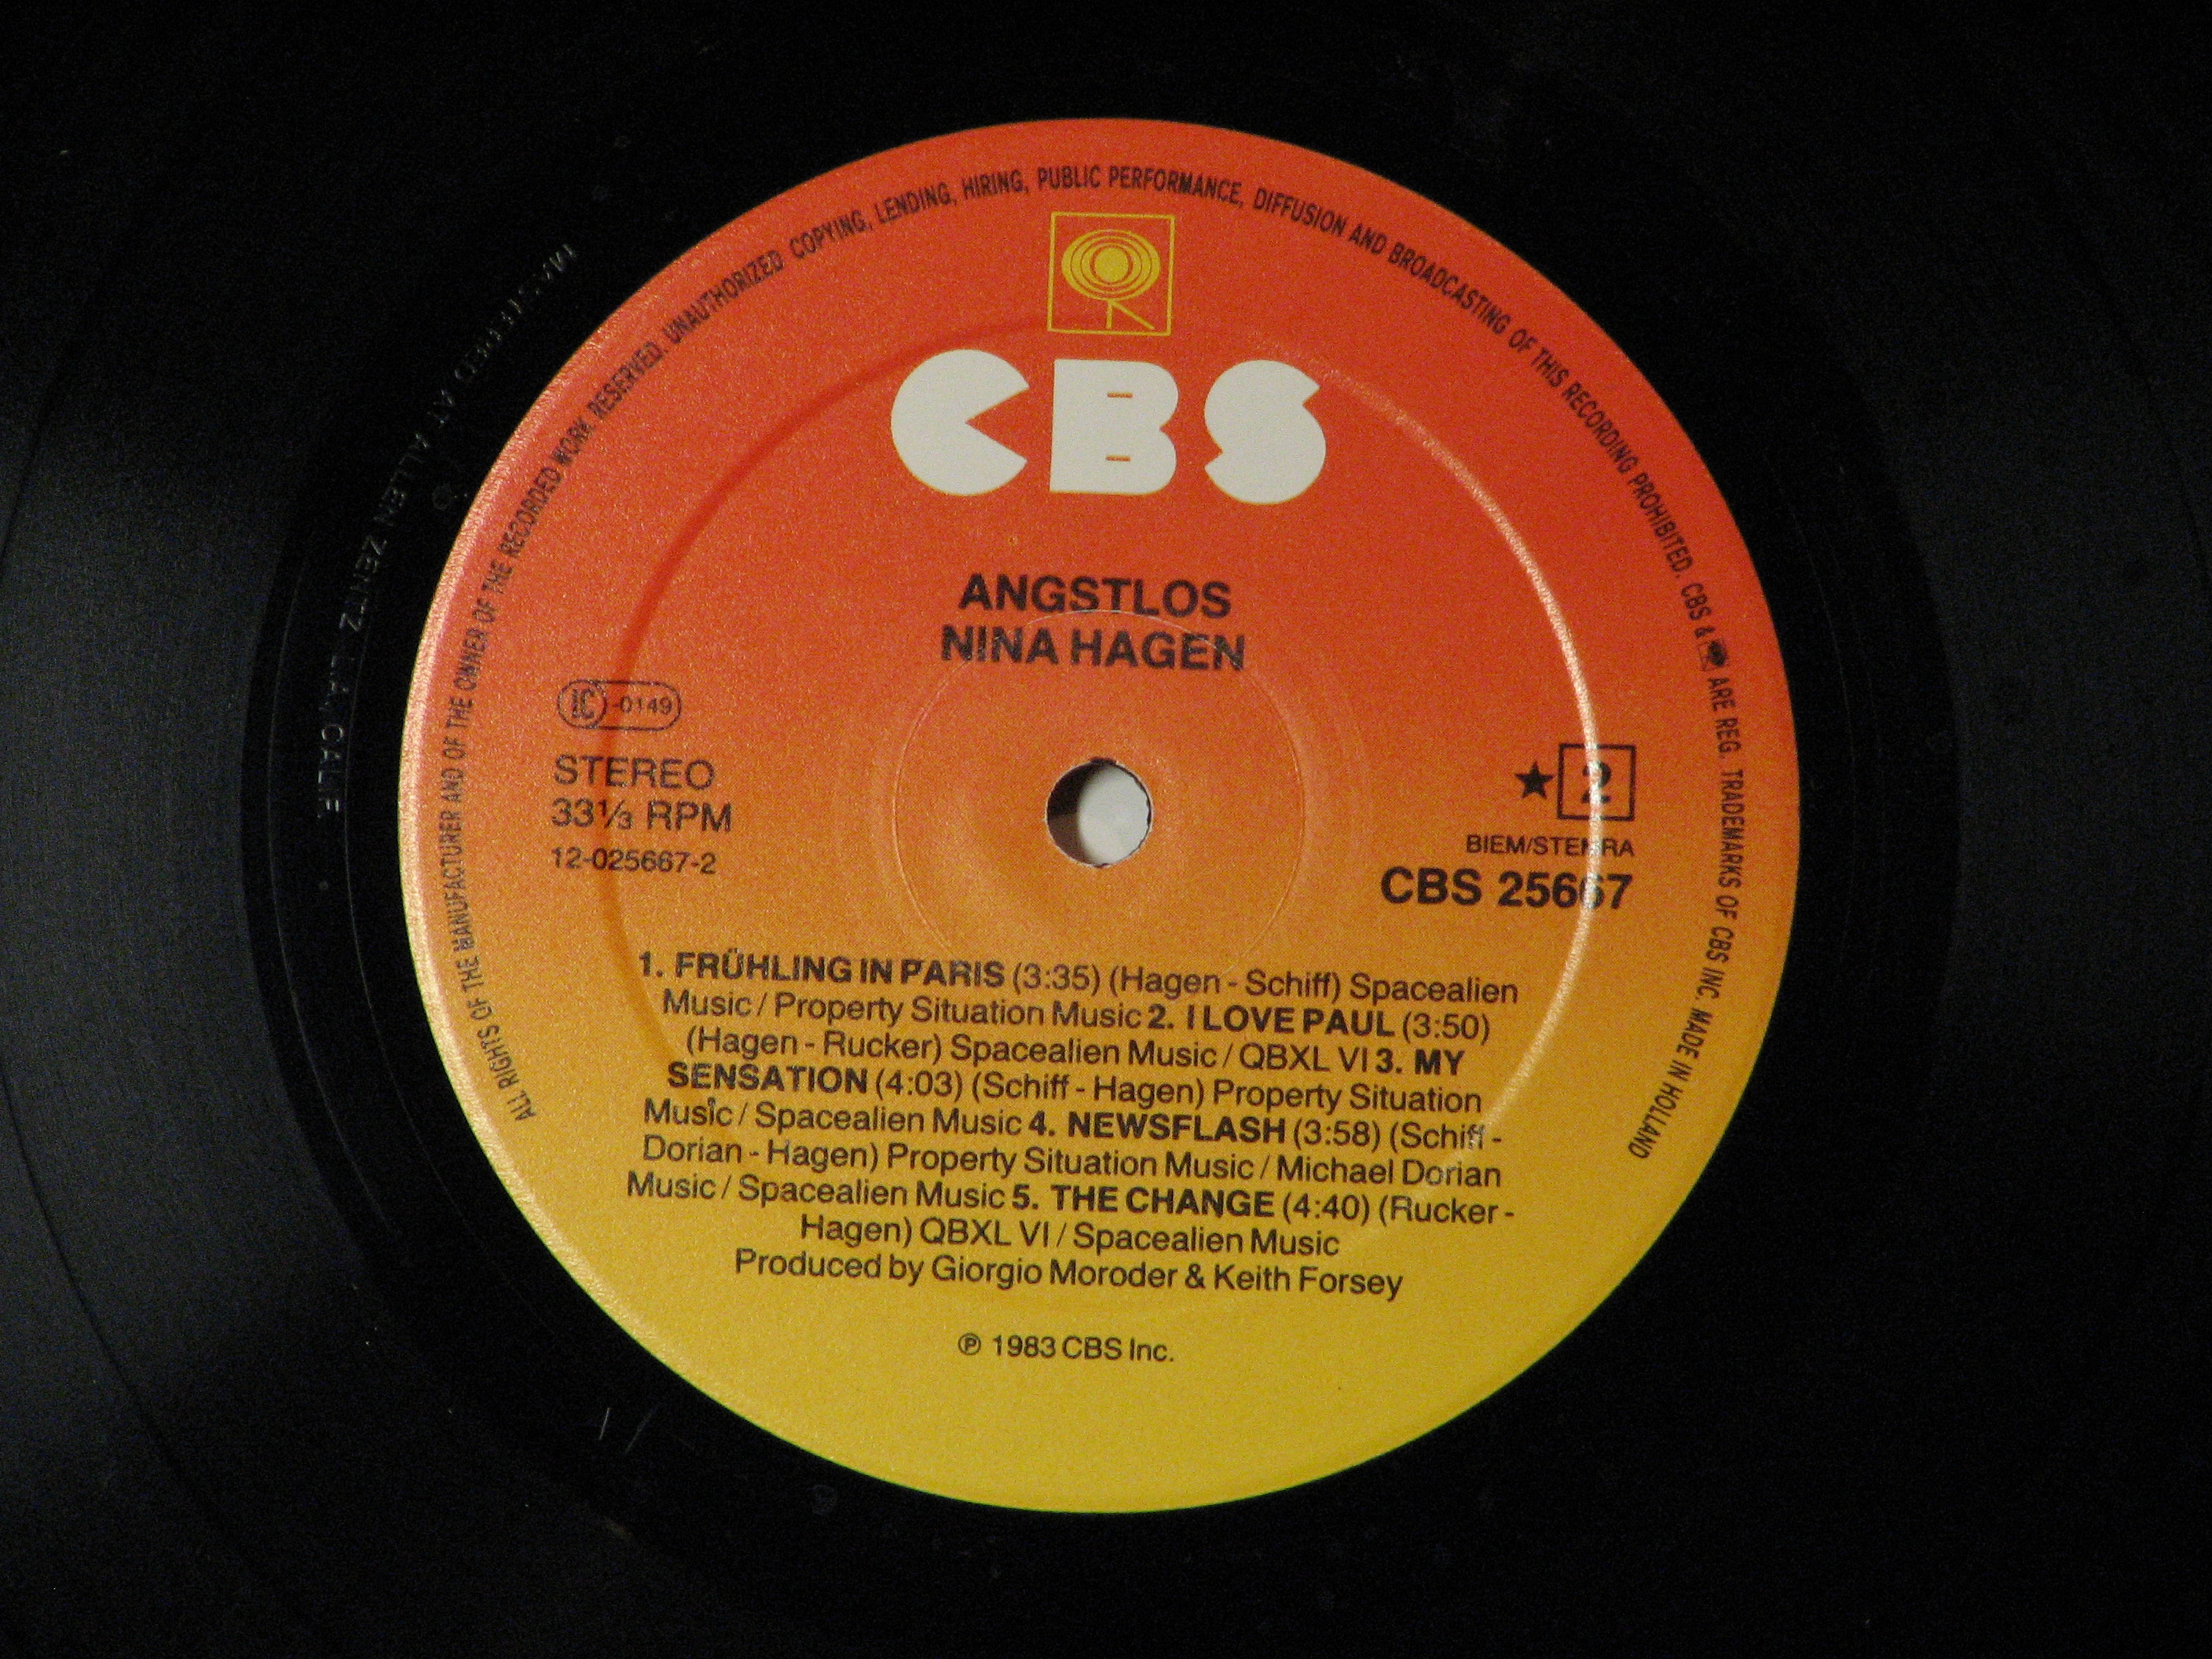 ALL RIGHTS OF THE MANUFACTURER AND OF THE OWNER OF THE RECORDED WORK RESERVED. UNAUTHORIZED COPYING, LENDING, HIRING, PUBLIC PERFORMANCE, DIFFUSION AND BROADCASTING OF THIS RECORDING PROHIBITED. CBS & ARE REG. TRADEMARKS OF CBS INC. MADE IN HOLLAND
CBS
ANGSTLOS
NINA HAGEN
-0149
STEREO
33⅓ RPM
12-025667-2
★ 2
BIEM/STEMRA
CBS 25667
1. FRÜHLING IN PARIS (3:35) (Hagen - Schiff) Spacealien
Music / Property Situation Music 2. I LOVE PAUL (3:50)
(Hagen - Rucker) Spacealien Music / QBXL VI 3. MY
SENSATION (4:03) (Schiff - Hagen) Property Situation
Music / Spacealien Music 4. NEWSFLASH (3:58) (Schiff -
Dorian - Hagen) Property Situation Music / Michael Dorian
Music / Spacealien Music 5. THE CHANGE (4:40) (Rucker -
Hagen) QBXL VI / Spacealien Music
Produced by Giorgio Moroder & Keith Forsey
℗ 1983 CBS Inc.
MASTERED AT ALLEN ZENTZ L.A., CALIF.